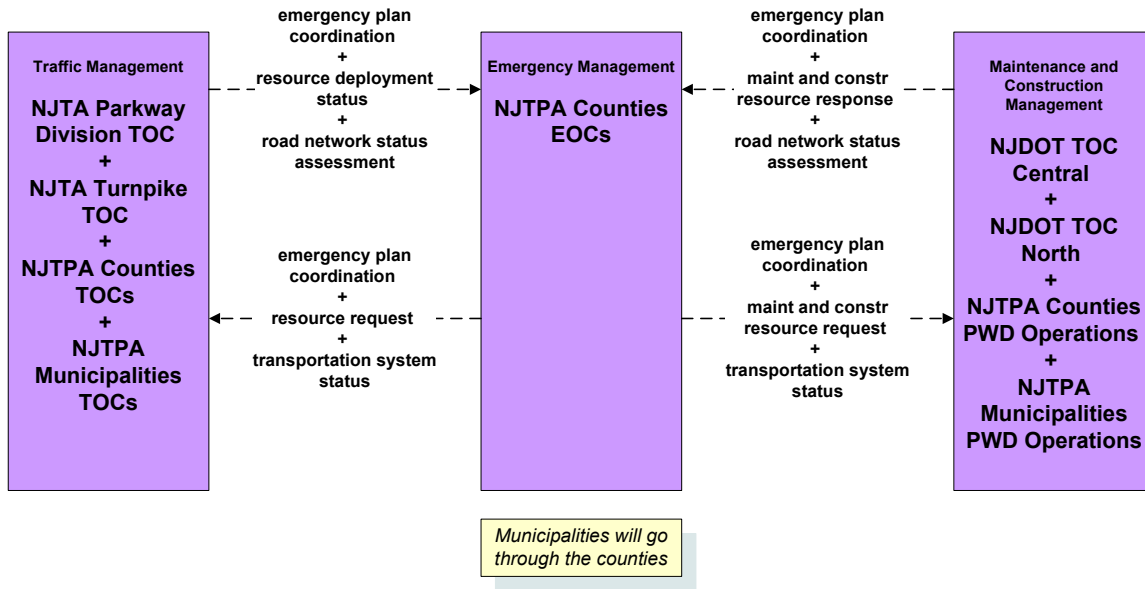 Traffic Management
NJTA Parkway
Division TOC
+
NJTA Turnpike
TOC
+
NJTPA Counties
TOCs
+
NJTPA
Municipalities
TOCs
emergency plan
coordination
+
resource deployment
status
+
road network status
assessment
emergency plan
coordination
+
resource request
+
transportation system
status
Emergency Management
NJTPA Counties
EOCs
emergency plan
coordination
+
maint and constr
resource response
+
road network status
assessment
emergency plan
coordination
+
maint and constr
resource request
+
transportation system
status
Maintenance and
Construction
Management
NJDOT TOC
Central
+
NJDOT TOC
North
+
NJTPA Counties
PWD Operations
+
NJTPA
Municipalities
PWD Operations
Municipalities will go
through the counties